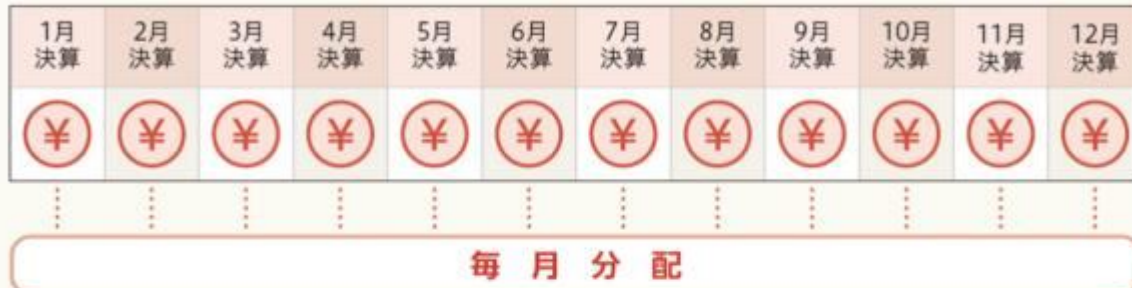 1月 2月 3月 4月 5月 6月 7月 8月 9月 10月 11月 12月
決算 決算 決算 決算 決算 決算 決算 決算 決算 決算 決算 決算
¥ ¥ ¥ ¥ ¥ ¥ ¥ ¥ ¥ ¥ ¥ ¥
毎月分配